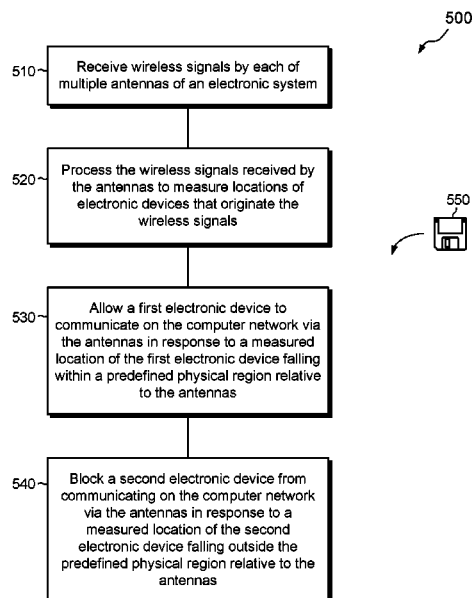 500
510
Receive wireless signals by each of
multiple antennas of an electronic system
520
Process the wireless signals received by
the antennas to measure locations of
electronic devices that originate the
wireless signals
550
530
Allow a first electronic device to
communicate on the computer network via
the antennas in response to a measured
location of the first electronic device falling
within a predefined physical region relative
to the antennas
540
Block a second electronic device from
communicating on the computer network
via the antennas in response to a
measured location of the second
electronic device falling outside the
predefined physical region relative to the
antennas